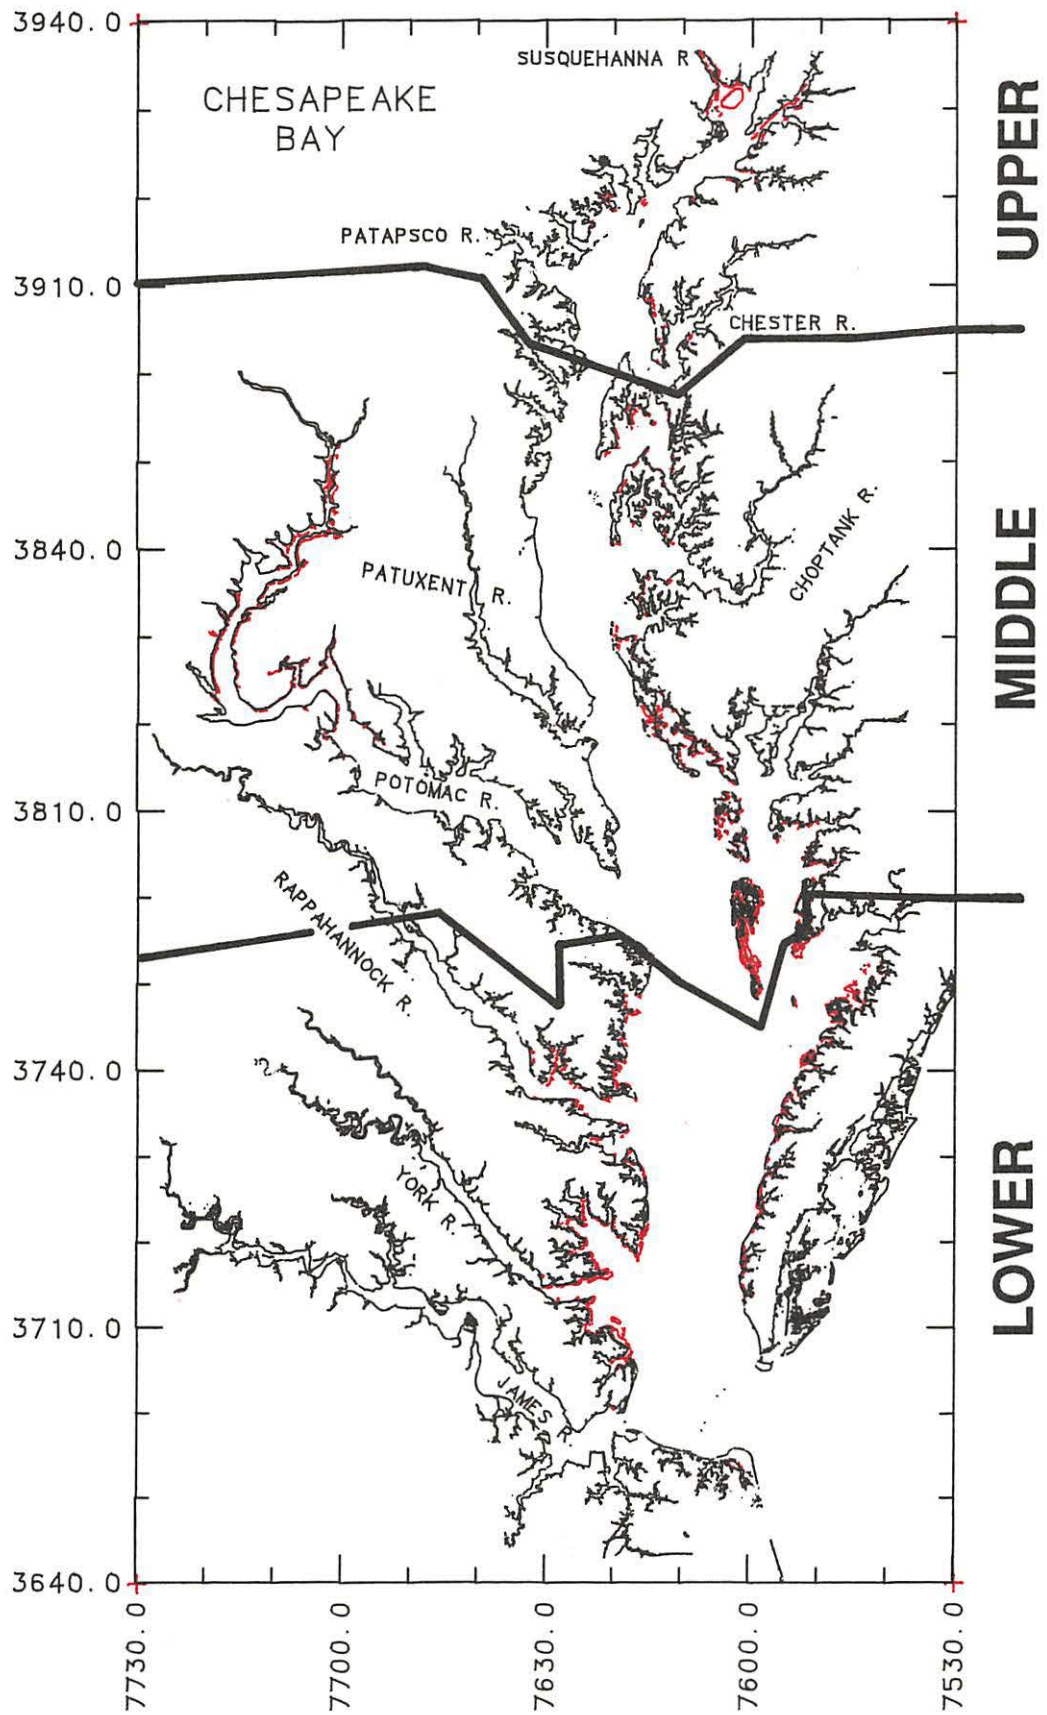 3940.0
SUSQUEHANNA R
CHESAPEAKE
BAY
UPPER
PATAPSCO R.
3910.0
CHESTER R.
3840.0
CHOPTANK R.
PATUXENT R.
MIDDLE
POTOMAC R.
3810.0
RAPPAHANNOCK R.
3740.0
YORK R.
LOWER
3710.0
JAMES
3640.0
7730.0
7700.0
7630.0
7600.0
7530.0